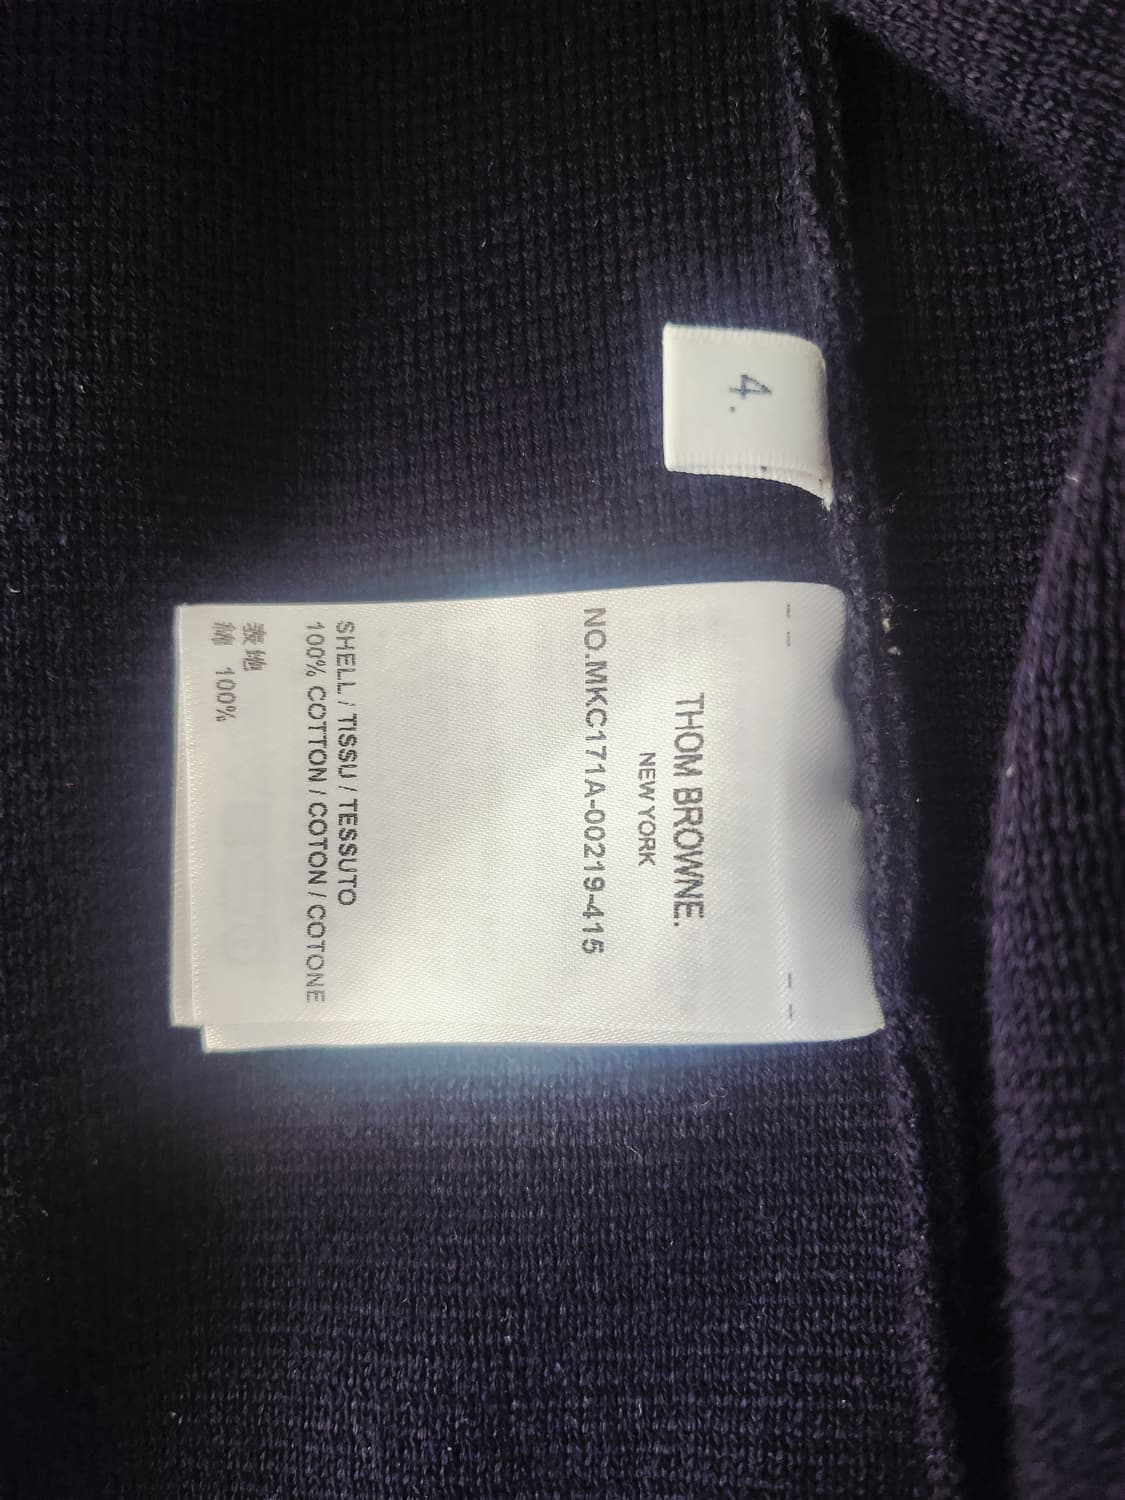 4.
THOM BROWNE.
NEW YORK
NO.MKC171A-00219-415
SHELL / TISSU / TESSUTO
100% COTTON / COTON / COTONE
表地
綿 100%